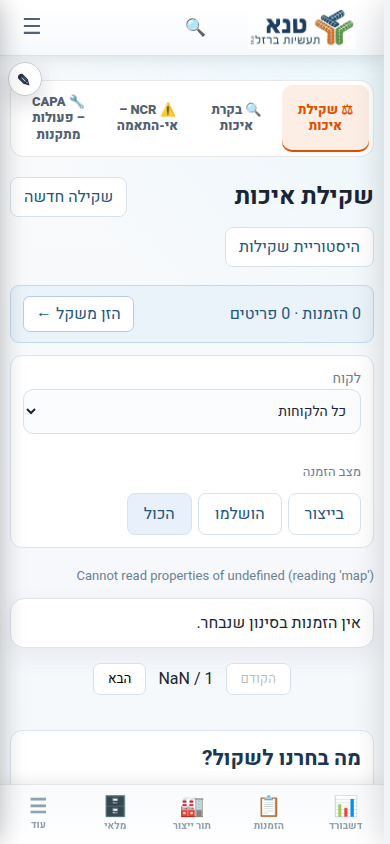 טנא
תעשיות ברזל
⚖️ שקילת איכות
🔍 בקרת איכות
⚠️ NCR – אי-התאמה
🔧 CAPA – פעולות מתקנות
שקילת איכות
שקילה חדשה
היסטוריית שקילות
0 הזמנות · 0 פריטים
הזן משקל ←
לקוח
כל הלקוחות
מצב הזמנה
בייצור
הושלמו
הכול
Cannot read properties of undefined (reading 'map')
אין הזמנות בסינון שנבחר.
הקודם
NaN / 1
הבא
מה בחרנו לשקול?
דשבורד
הזמנות
תור ייצור
מלאי
עוד